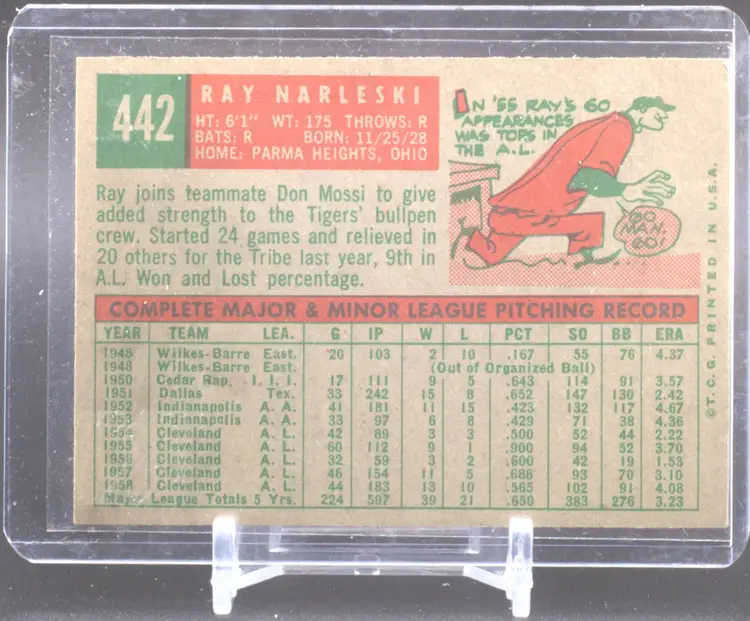 442
RAY NARLESKI
HT: 6'1" WT: 175 THROWS: R
BATS: R BORN: 11/25/28
HOME: PARMA HEIGHTS, OHIO
IN '55 RAY'S 60
APPEARANCES
WAS TOPS IN
THE A.L.
GO
MAN,
GO!
Ray joins teammate Don Mossi to give
added strength to the Tigers' bullpen
crew. Started 24 games and relieved in
20 others for the Tribe last year, 9th in
A.L. Won and Lost percentage.
COMPLETE MAJOR & MINOR LEAGUE PITCHING RECORD
YEAR TEAM LEA. G IP W L PCT SO BB ERA
1948 Wilkes-Barre East. 20 103 2 10 .167 55 76 4.37
1948 Wilkes-Barre East. (Out of Organized Ball)
1950 Cedar Rap. I. I. I. 17 111 9 5 .643 114 91 3.57
1951 Dallas Tex. 33 242 15 8 .652 147 130 2.42
1952 Indianapolis A. A. 41 181 11 15 .423 132 117 4.67
1953 Indianapolis A. A. 33 97 6 8 .429 71 38 4.36
1954 Cleveland A. L. 42 89 3 3 .500 52 44 2.22
1955 Cleveland A. L. 60 112 9 1 .900 94 52 3.70
1956 Cleveland A. L. 32 59 3 2 .600 42 19 1.53
1957 Cleveland A. L. 46 154 11 5 .688 93 70 3.10
1958 Cleveland A. L. 44 183 13 10 .565 102 91 4.08
Major League Totals 5 Yrs. 224 597 39 21 .650 383 276 3.23
©T.C.G. PRINTED IN U.S.A.